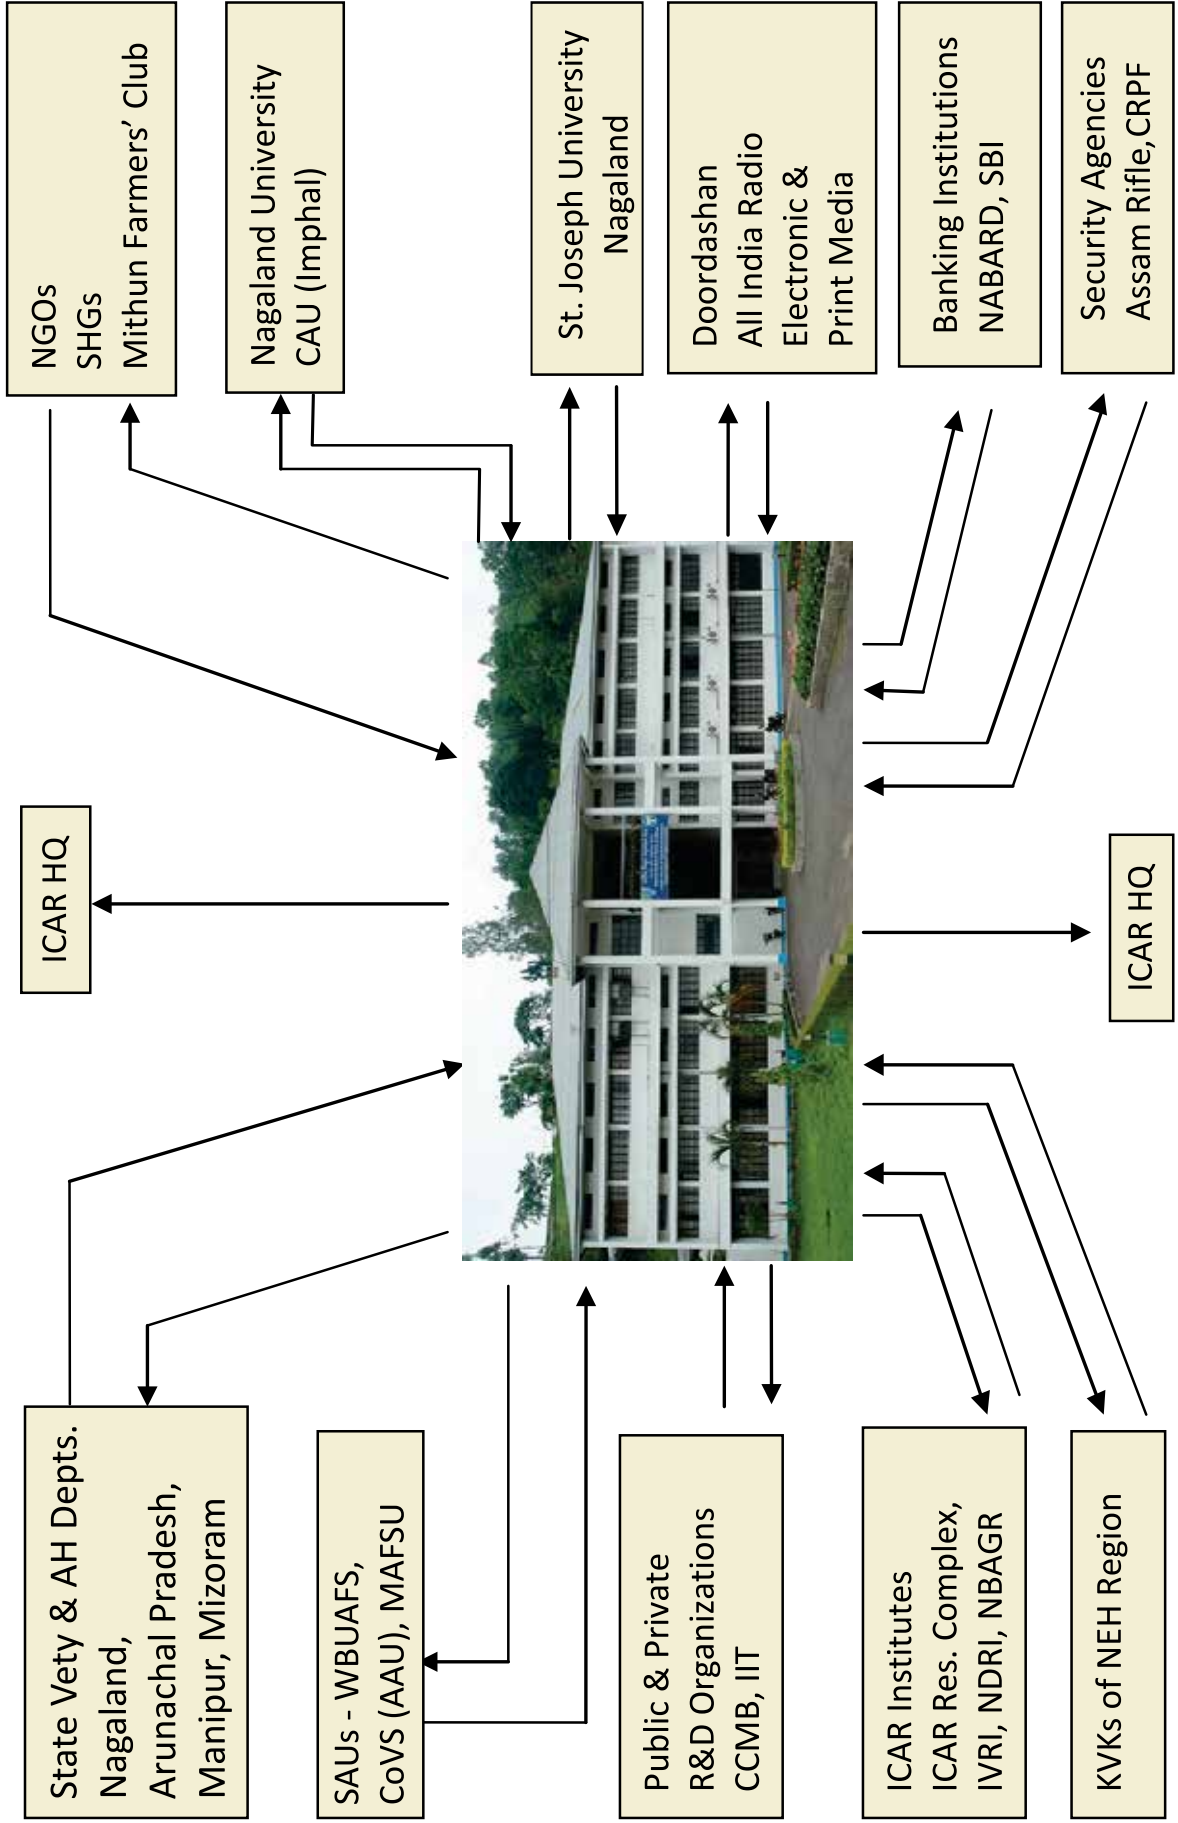 State Vety & AH Depts.
Nagaland,
Arunachal Pradesh,
Manipur, Mizoram
SAUs - WBUAFS,
CoVS (AAU), MAFSU
Public & Private
R&D Organizations
CCMB, IIT
ICAR Institutes
ICAR Res. Complex,
IVRI, NDRI, NBAGR
KVKs of NEH Region
ICAR HQ
ICAR HQ
NGOs
SHGs
Mithun Farmers’ Club
Nagaland University
CAU (Imphal)
St. Joseph University
Nagaland
Doordashan
All India Radio
Electronic &
Print Media
Banking Institutions
NABARD, SBI
Security Agencies
Assam Rifle,CRPF